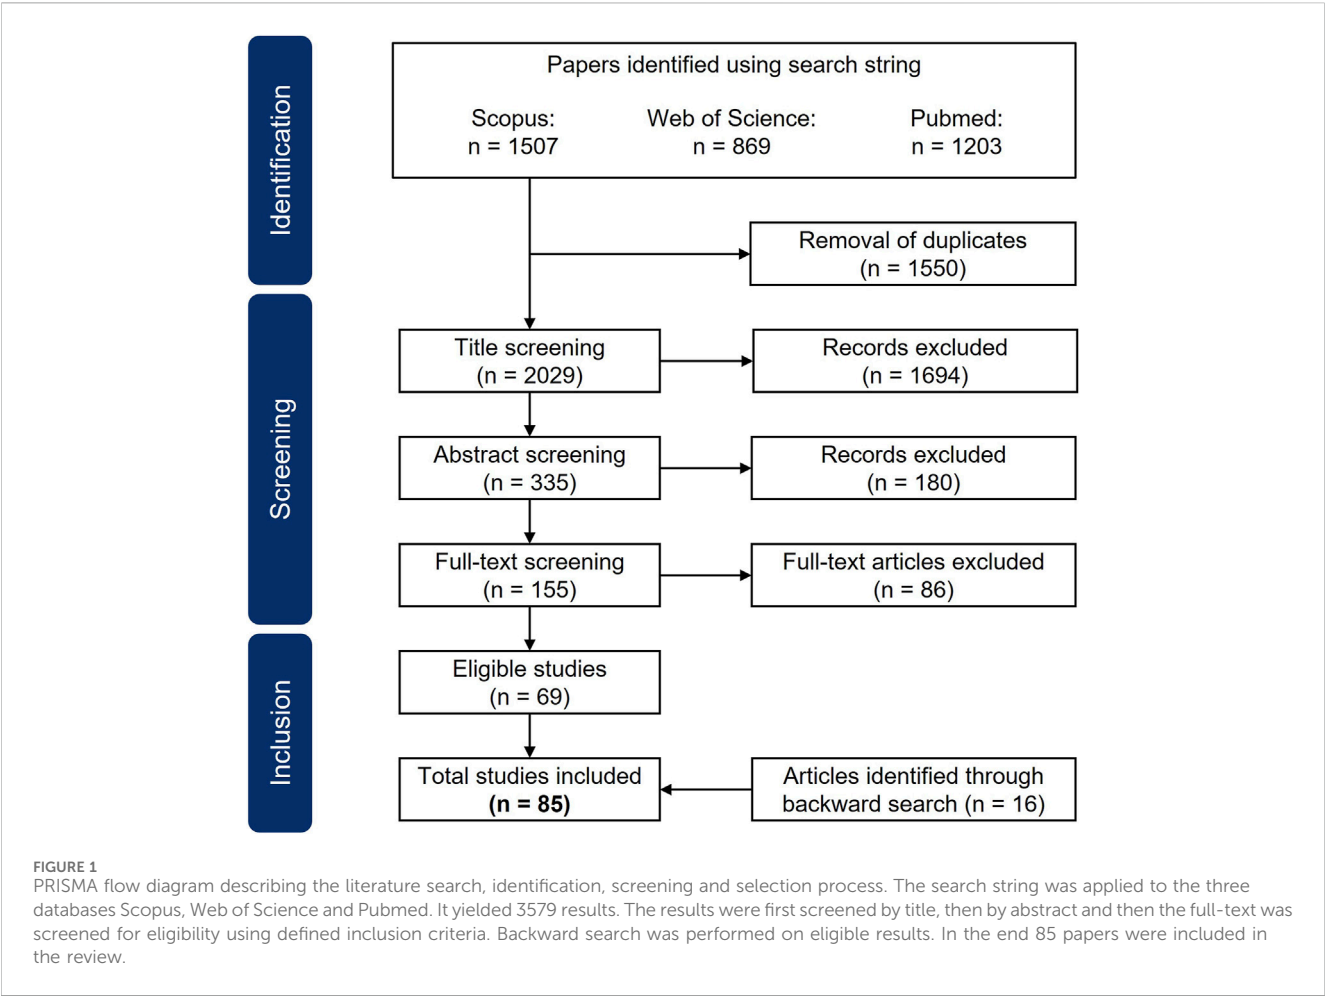 Identification
Papers identified using search string
Scopus:
n = 1507
Web of Science:
n = 869
Pubmed:
n = 1203
Removal of duplicates
(n = 1550)
Screening
Title screening
(n = 2029)
Records excluded
(n = 1694)
Abstract screening
(n = 335)
Records excluded
(n = 180)
Full-text screening
(n = 155)
Full-text articles excluded
(n = 86)
Inclusion
Eligible studies
(n = 69)
Total studies included
(n = 85)
Articles identified through
backward search (n = 16)
FIGURE 1
PRISMA flow diagram describing the literature search, identification, screening and selection process. The search string was applied to the three
databases Scopus, Web of Science and Pubmed. It yielded 3579 results. The results were first screened by title, then by abstract and then the full-text was
screened for eligibility using defined inclusion criteria. Backward search was performed on eligible results. In the end 85 papers were included in
the review.